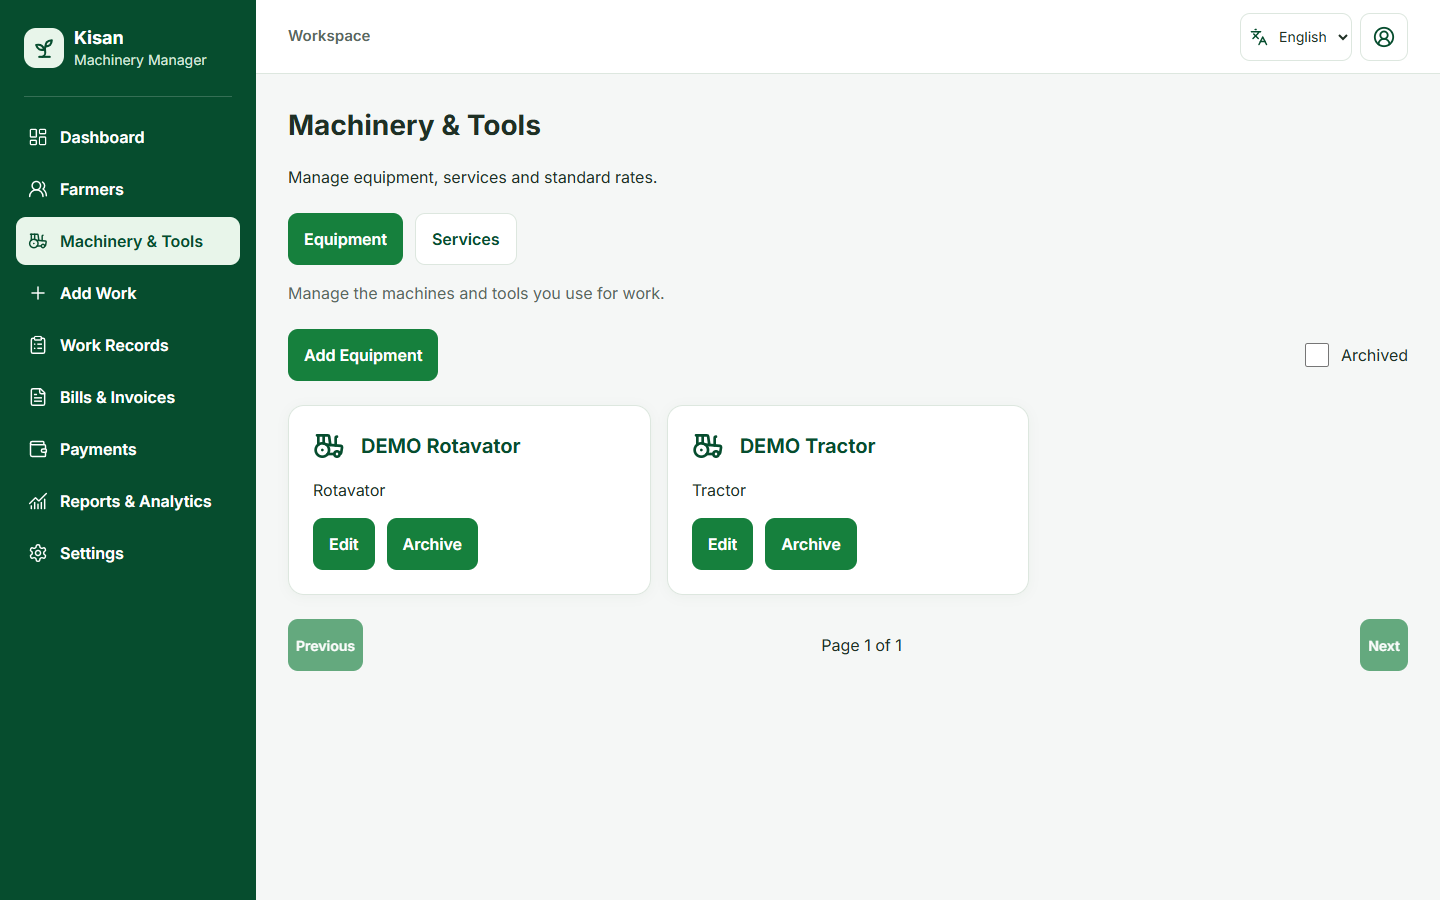 Kisan
Machinery Manager
Dashboard
Farmers
Machinery & Tools
Add Work
Work Records
Bills & Invoices
Payments
Reports & Analytics
Settings
Workspace
English
Machinery & Tools
Manage equipment, services and standard rates.
Equipment Services
Manage the machines and tools you use for work.
Add Equipment Archived
DEMO Rotavator
Rotavator
Edit Archive
DEMO Tractor
Tractor
Edit Archive
Previous Page 1 of 1 Next